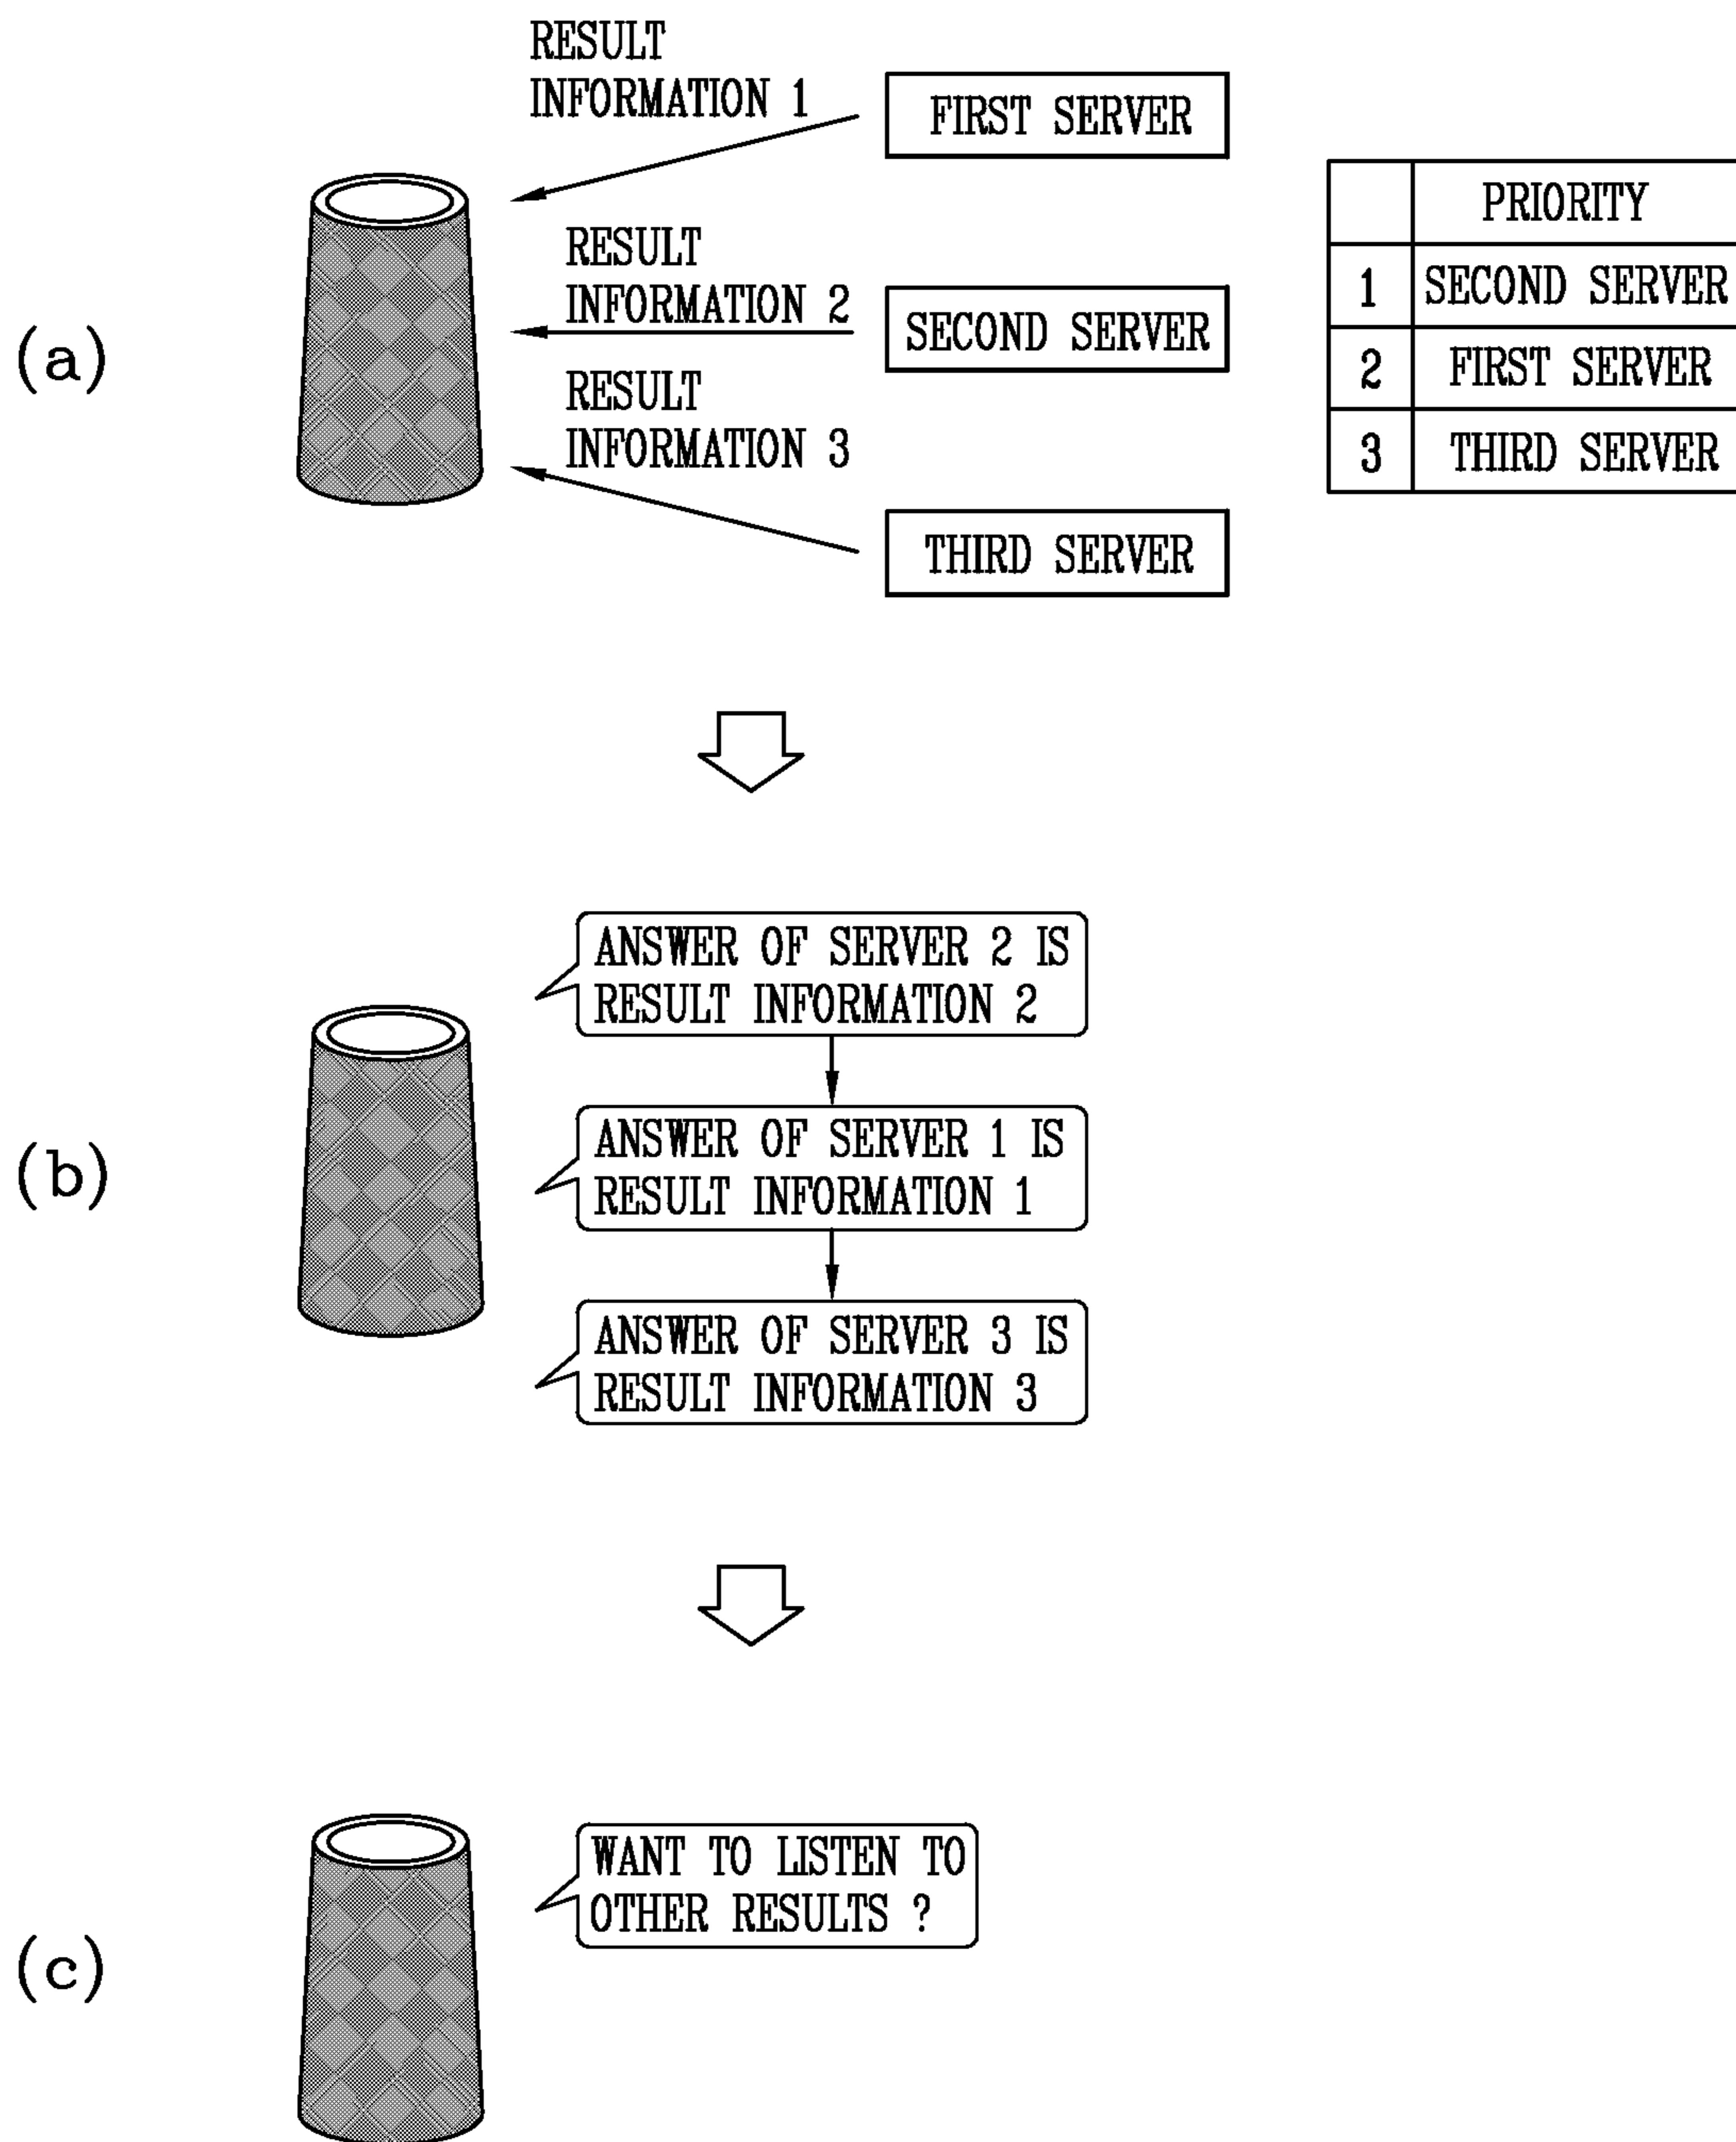 (a)
RESULT
INFORMATION 1
FIRST SERVER
RESULT
INFORMATION 2
SECOND SERVER
RESULT
INFORMATION 3
THIRD SERVER
PRIORITY
1 SECOND SERVER
2 FIRST SERVER
3 THIRD SERVER
(b)
ANSWER OF SERVER 2 IS
RESULT INFORMATION 2
ANSWER OF SERVER 1 IS
RESULT INFORMATION 1
ANSWER OF SERVER 3 IS
RESULT INFORMATION 3
(c)
WANT TO LISTEN TO
OTHER RESULTS ?